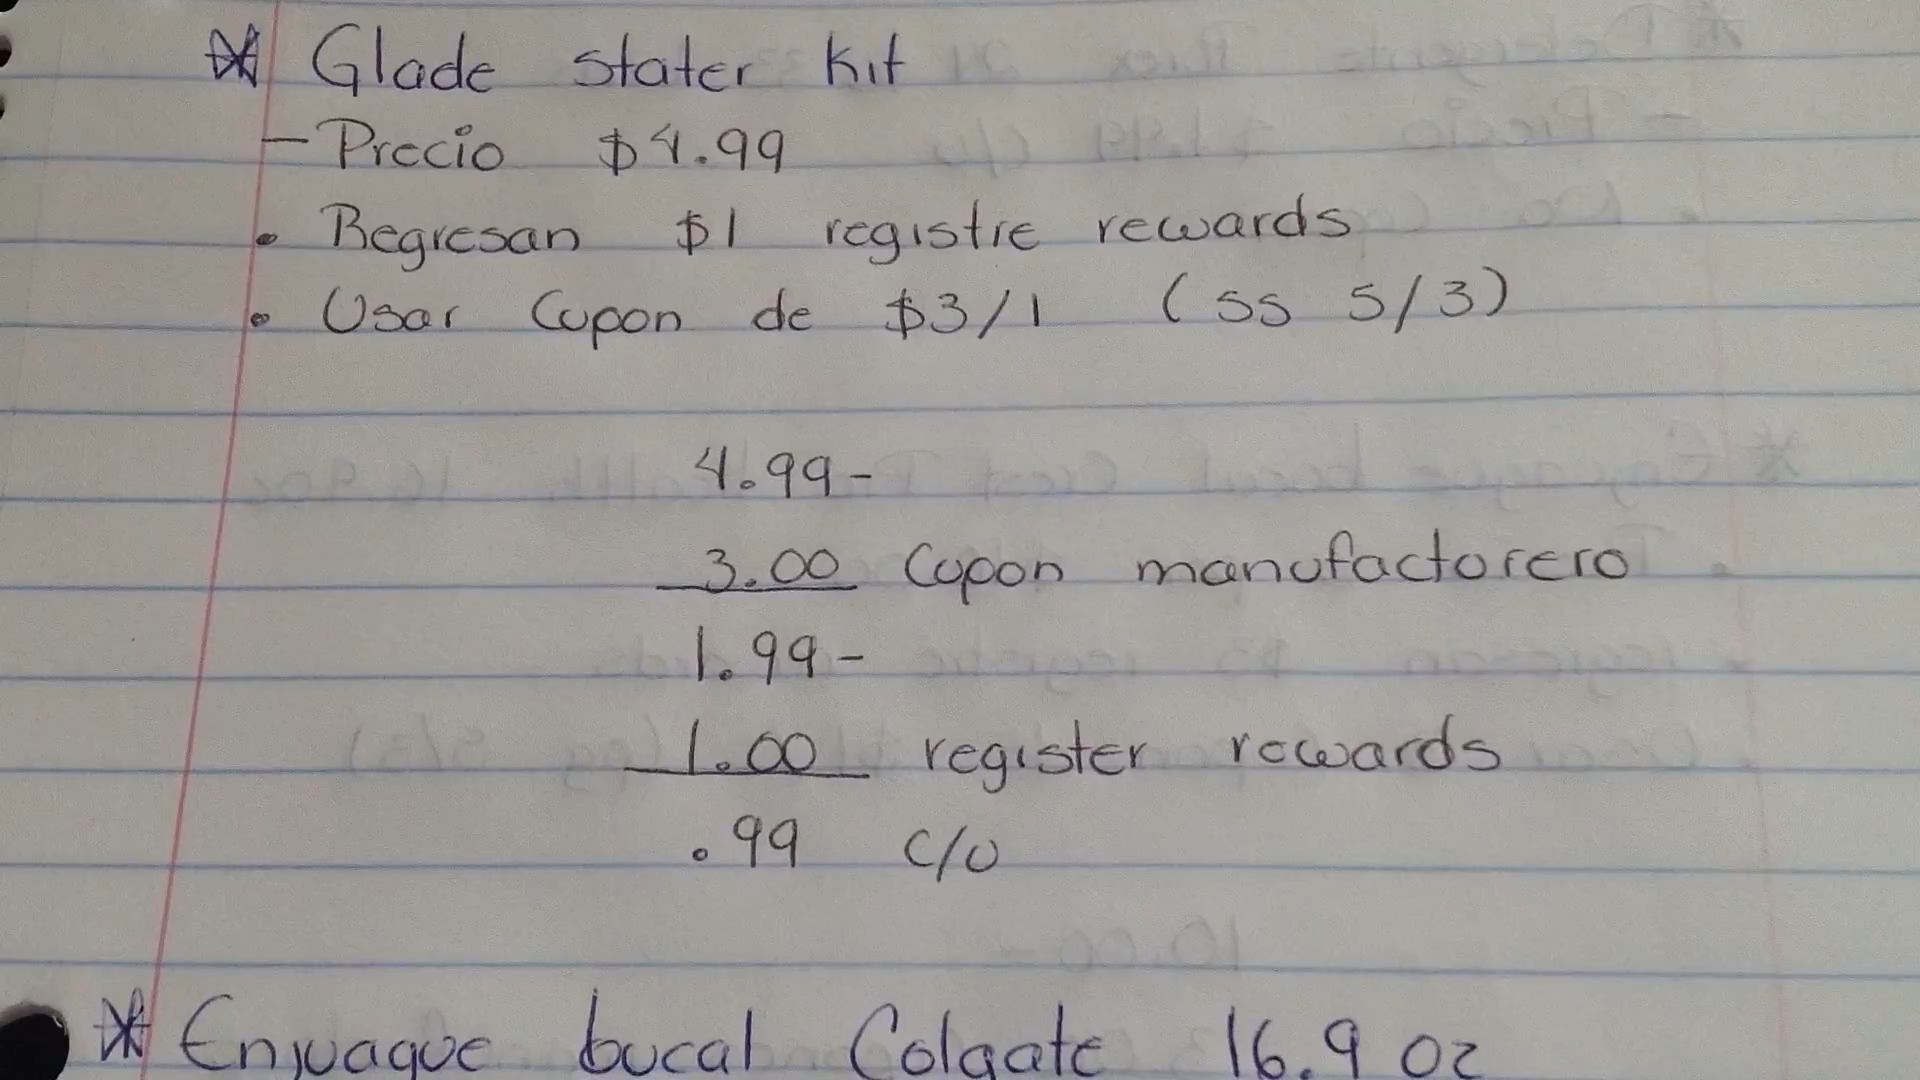 * Glade stater kit
- Precio $4.99
• Regresan $1 registre rewards
• Usar Cupon de $3/1 (SS 5/3)
4.99-
3.00 Cupon manufactorero
1.99-
1.00 register rewards
.99 c/u
* Enjuague bucal Colgate 16.9 oz